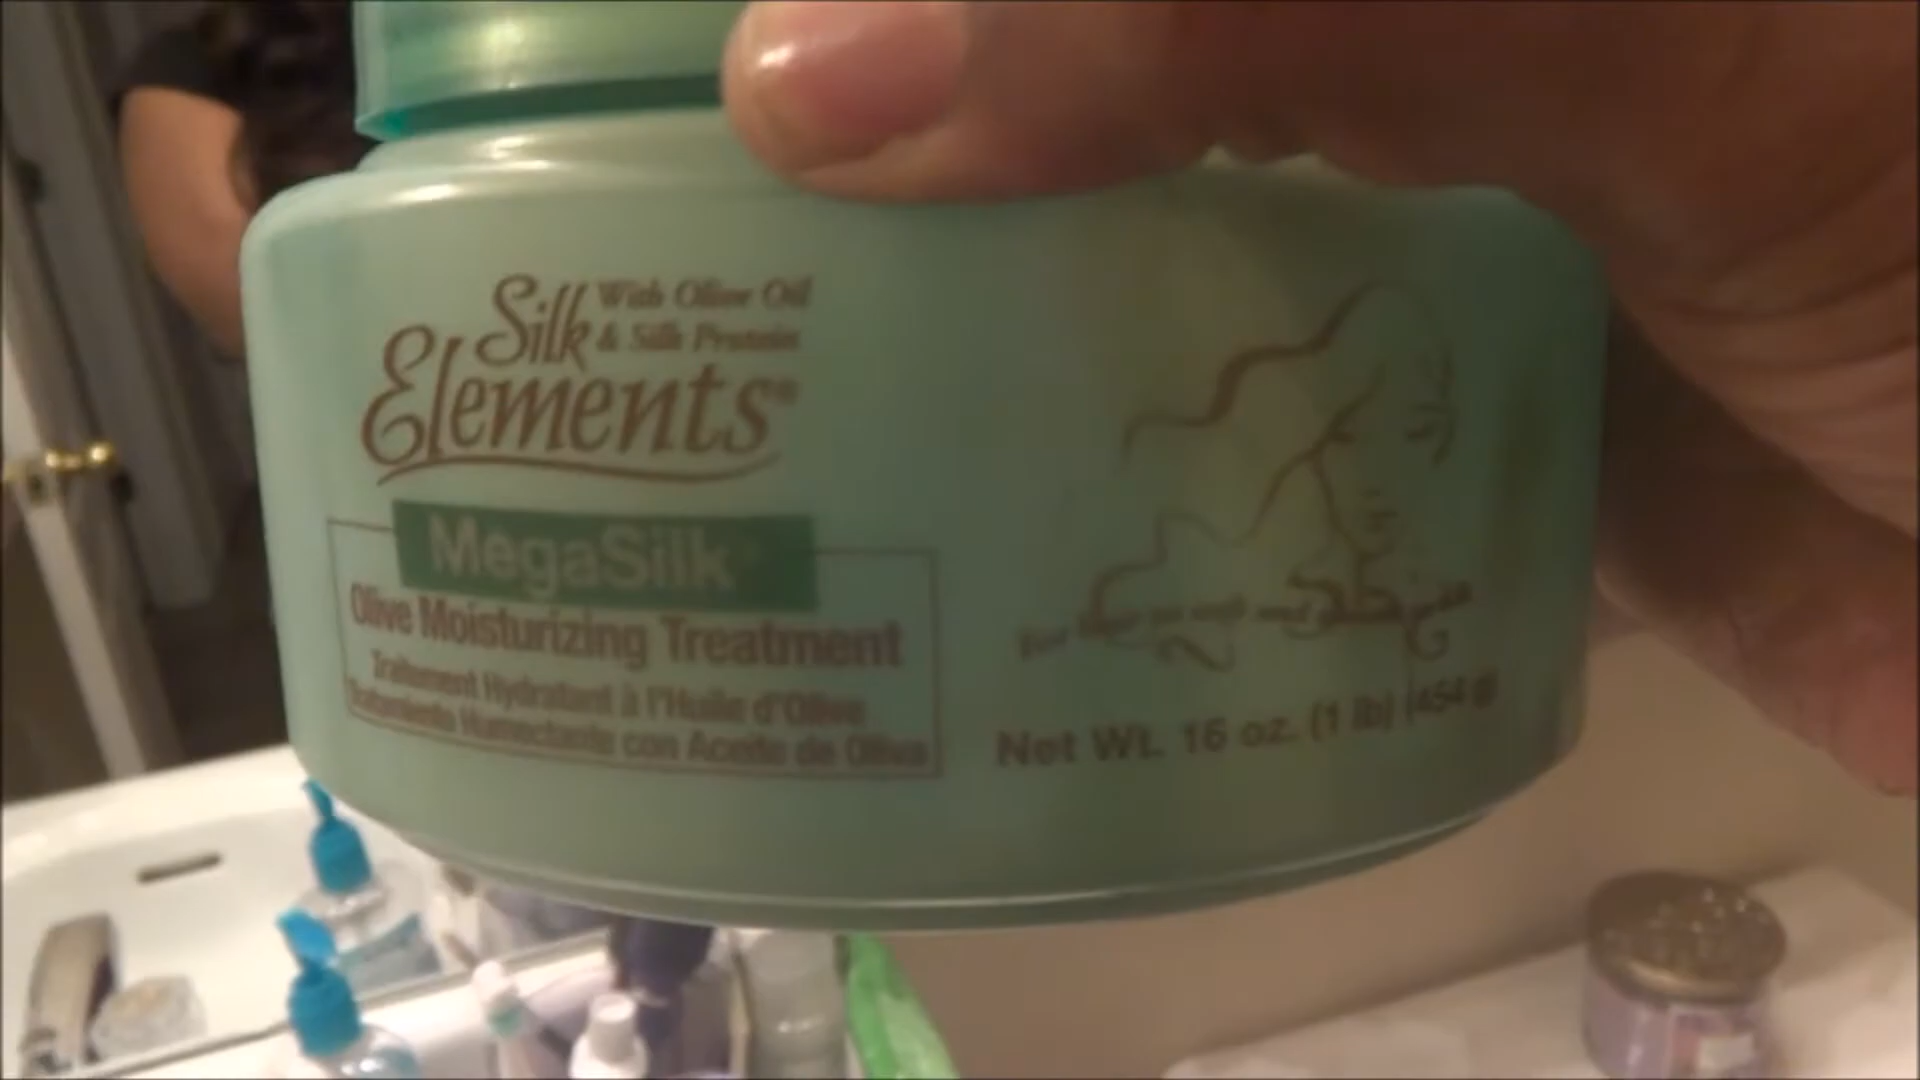 Silk
With Olive Oil
& Silk Protein
Elements®
MegaSilk
Olive Moisturizing Treatment
Traitement Hydratant à l'Huile d'Olive
Tratamiento Humectante con Aceite de Oliva
Net Wt. 16 oz. (1 lb) (454 g)